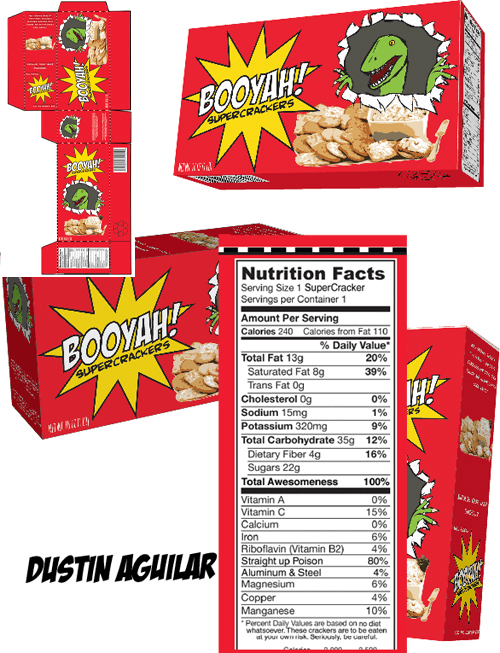 BOOYAH!
BOOYAH!
BOOYAH!
BOOYAH!
SUPERCRACKERS
BOOYAH!
SUPERCRACKERS
H!
Nutrition Facts
Serving Size 1 SuperCracker
Servings per Container 1
Amount Per Serving
Calories 240 Calories from Fat 110
% Daily Value*
Total Fat 13g 20%
Saturated Fat 8g 39%
Trans Fat 0g
Cholesterol 0g 0%
Sodium 15mg 1%
Potassium 320mg 9%
Total Carbohydrate 35g 12%
Dietary Fiber 4g 16%
Sugars 22g
Total Awesomeness 100%
Vitamin A 0%
Vitamin C 15%
Calcium 0%
Iron 6%
Riboflavin (Vitamin B2) 4%
Straight up Poison 80%
Aluminum & Steel 4%
Magnesium 6%
Copper 4%
Manganese 10%
* Percent Daily Values are based on no diet
whatsoever. These crackers are to be eaten
at your own risk. Seriously, be careful.
DUSTIN AGUILAR